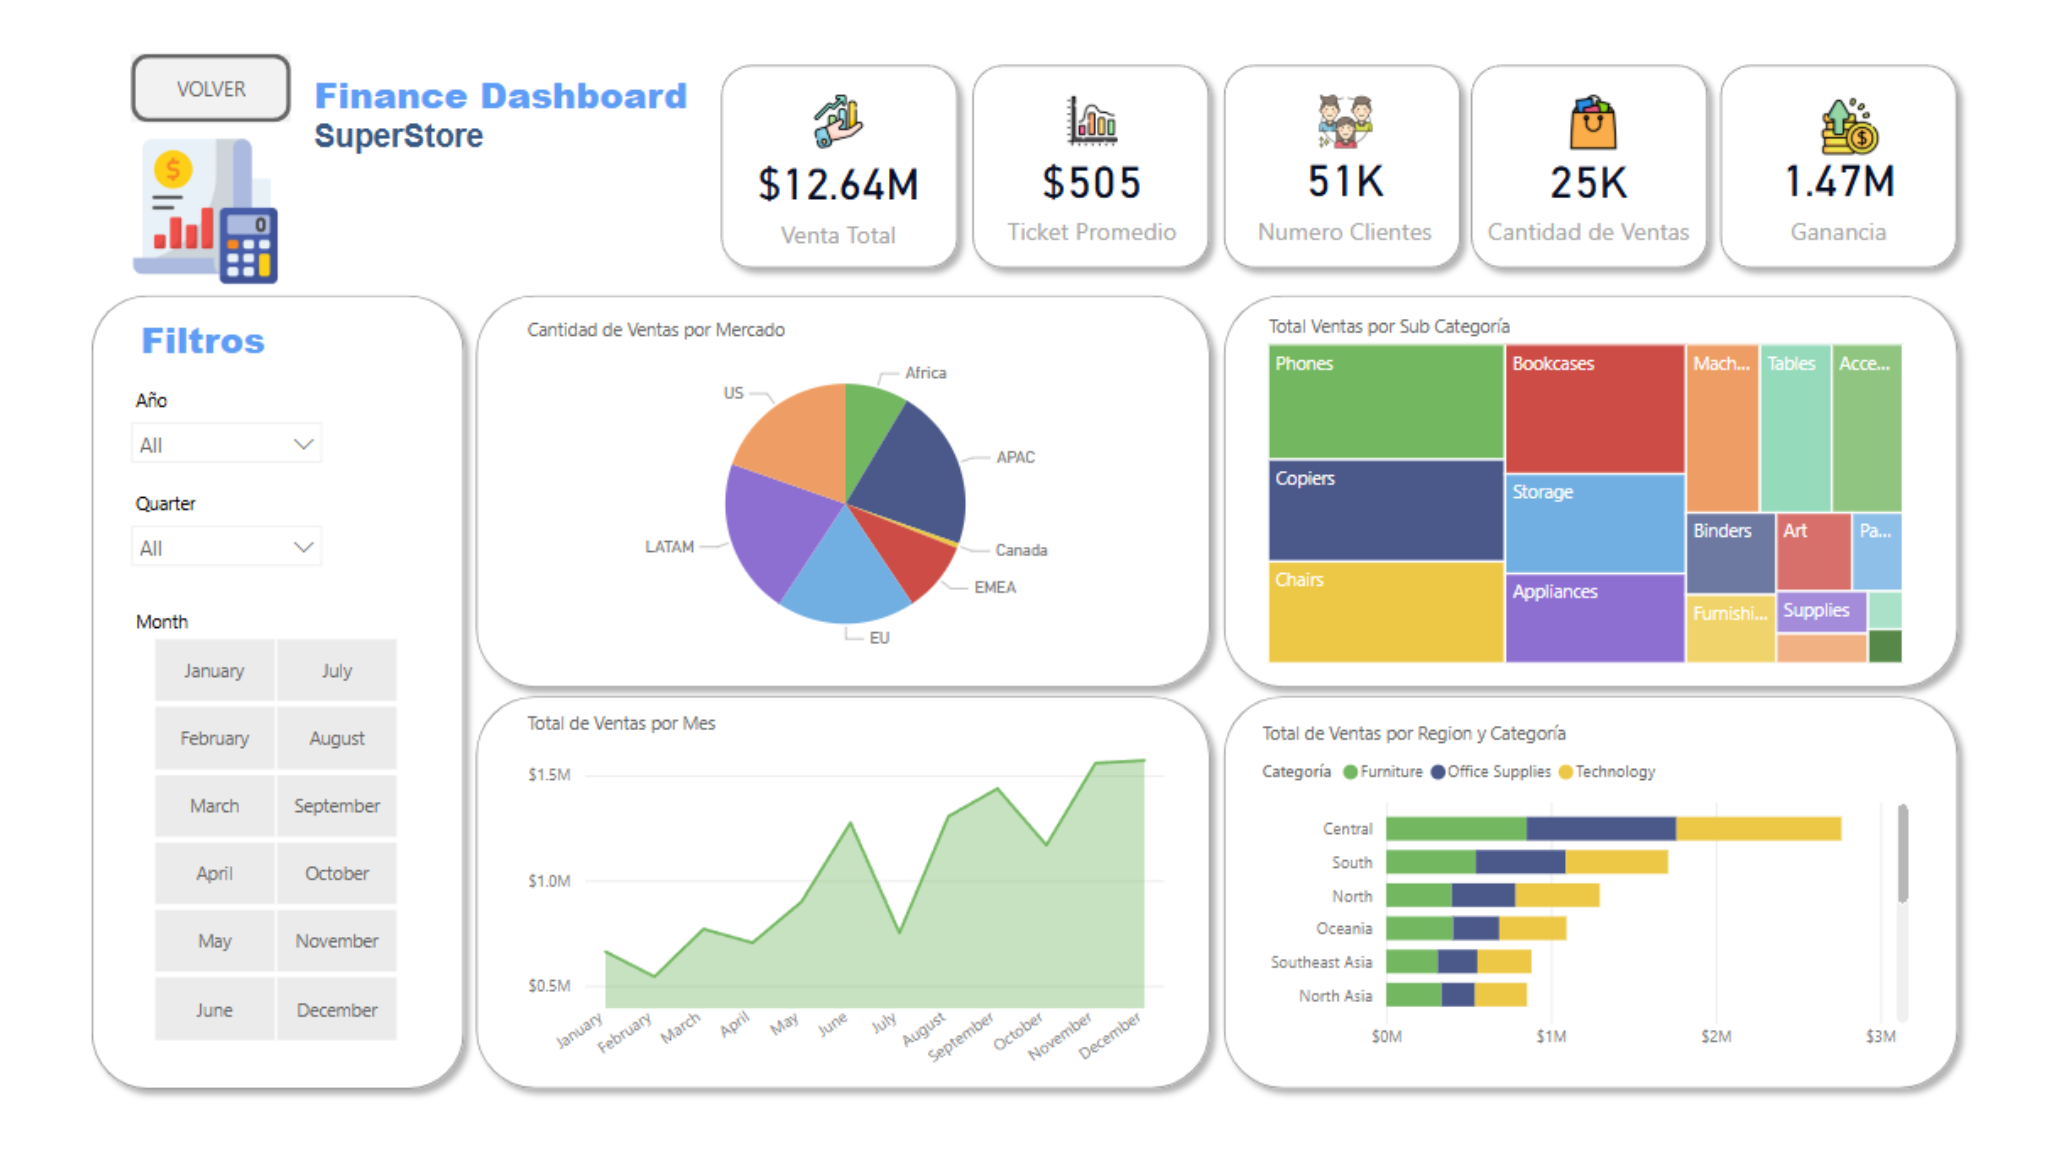 VOLVER
Finance Dashboard
SuperStore
$12.64M
Venta Total
$505
Ticket Promedio
51K
Numero Clientes
25K
Cantidad de Ventas
1.47M
Ganancia
Filtros
Año
All
Quarter
All
Month
January
July
February
August
March
September
April
October
May
November
June
December
Cantidad de Ventas por Mercado
Africa
US
APAC
LATAM
Canada
EMEA
EU
Total Ventas por Sub Categoría
Phones
Bookcases
Mach...
Tables
Acce...
Copiers
Storage
Binders
Art
Pa...
Chairs
Appliances
Furnishi...
Supplies
Total de Ventas por Mes
$1.5M
$1.0M
$0.5M
January
February
March
April
May
June
July
August
September
October
November
December
Total de Ventas por Region y Categoría
Categoría Furniture Office Supplies Technology
Central
South
North
Oceania
Southeast Asia
North Asia
$0M
$1M
$2M
$3M